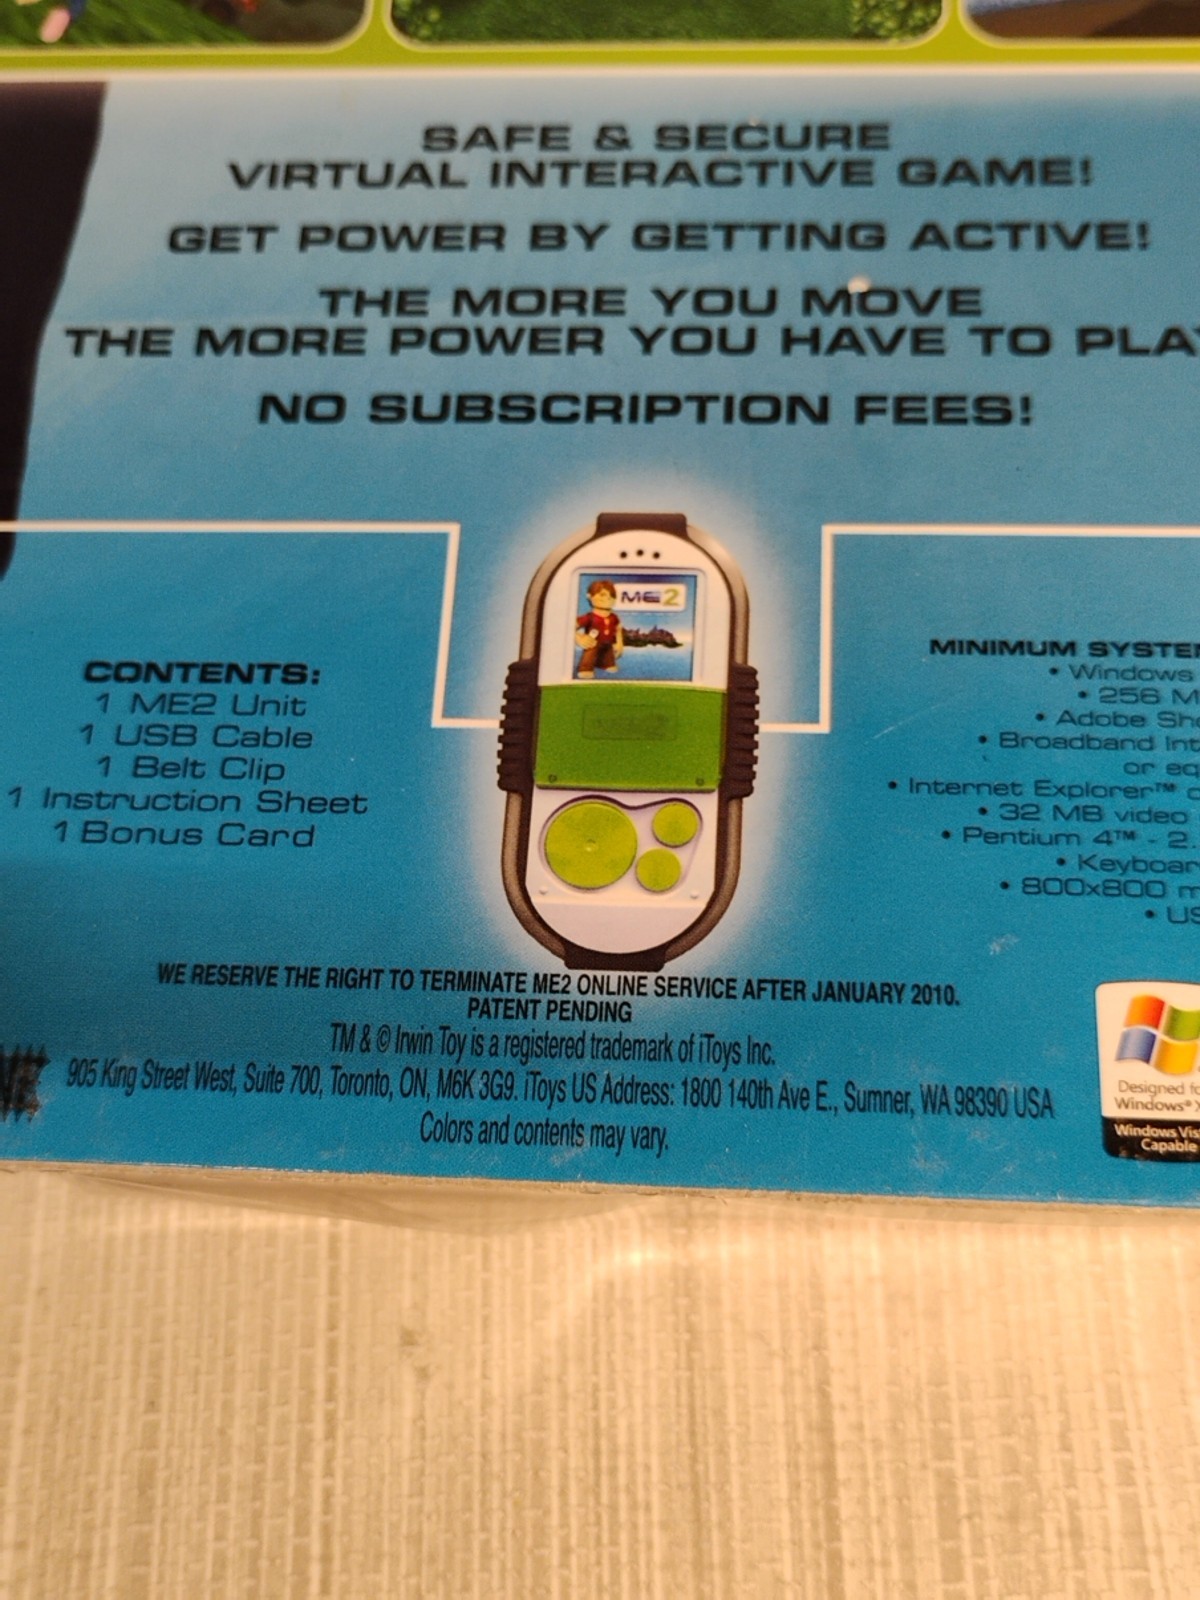 SAFE & SECURE
VIRTUAL INTERACTIVE GAME!
GET POWER BY GETTING ACTIVE!
THE MORE YOU MOVE
THE MORE POWER YOU HAVE TO PLA
NO SUBSCRIPTION FEES!
ME2
CONTENTS:
1 ME2 Unit
1 USB Cable
1 Belt Clip
1 Instruction Sheet
1 Bonus Card
MINIMUM SYSTE
• Windows
• 256 M
• Adobe Sh
• Broadband Int
or eq
• Internet Explorer™
• 32 MB video
• Pentium 4™ - 2.
• Keyboar
• 800x800 m
• US
WE RESERVE THE RIGHT TO TERMINATE ME2 ONLINE SERVICE AFTER JANUARY 2010.
PATENT PENDING
TM & © Irwin Toy is a registered trademark of iToys Inc.
905 King Street West, Suite 700, Toronto, ON, M6K 3G9. iToys US Address: 1800 140th Ave E., Sumner, WA 98390 USA
Colors and contents may vary.
Designed fo
Windows®
Windows Vis
Capable